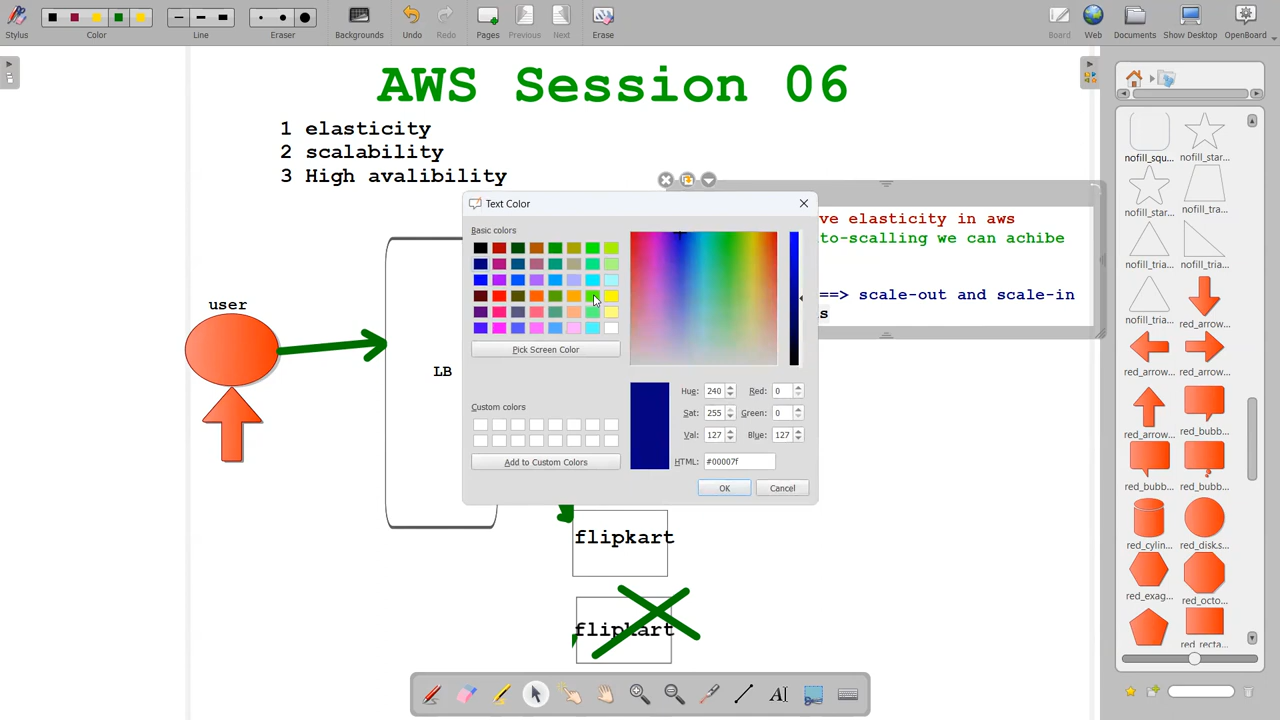 Stylus
Color
Line
Eraser
Backgrounds
Undo
Redo
Pages
Previous
Next
Erase
Board
Web
Documents
Show Desktop
OpenBoard
AWS Session 06
1 elasticity
2 scalability
3 High avalibility
ve elasticity in aws
to-scalling we can achibe
==> scale-out and scale-in
s
user
LB
flipkart
flipkart
Text Color
Basic colors
Pick Screen Color
Custom colors
Add to Custom Colors
Hue: 240
Red: 0
Sat: 255
Green: 0
Val: 127
Blue: 127
HTML: #00007f
OK
Cancel
nofill_squ...
nofill_star...
nofill_star...
nofill_tra...
nofill_tria...
nofill_tria...
nofill_tria...
red_arrow...
red_arrow...
red_arrow...
red_arrow...
red_bubb...
red_bubb...
red_bubb...
red_cylin...
red_disk.s...
red_exag...
red_octo...
red_recta...
AI